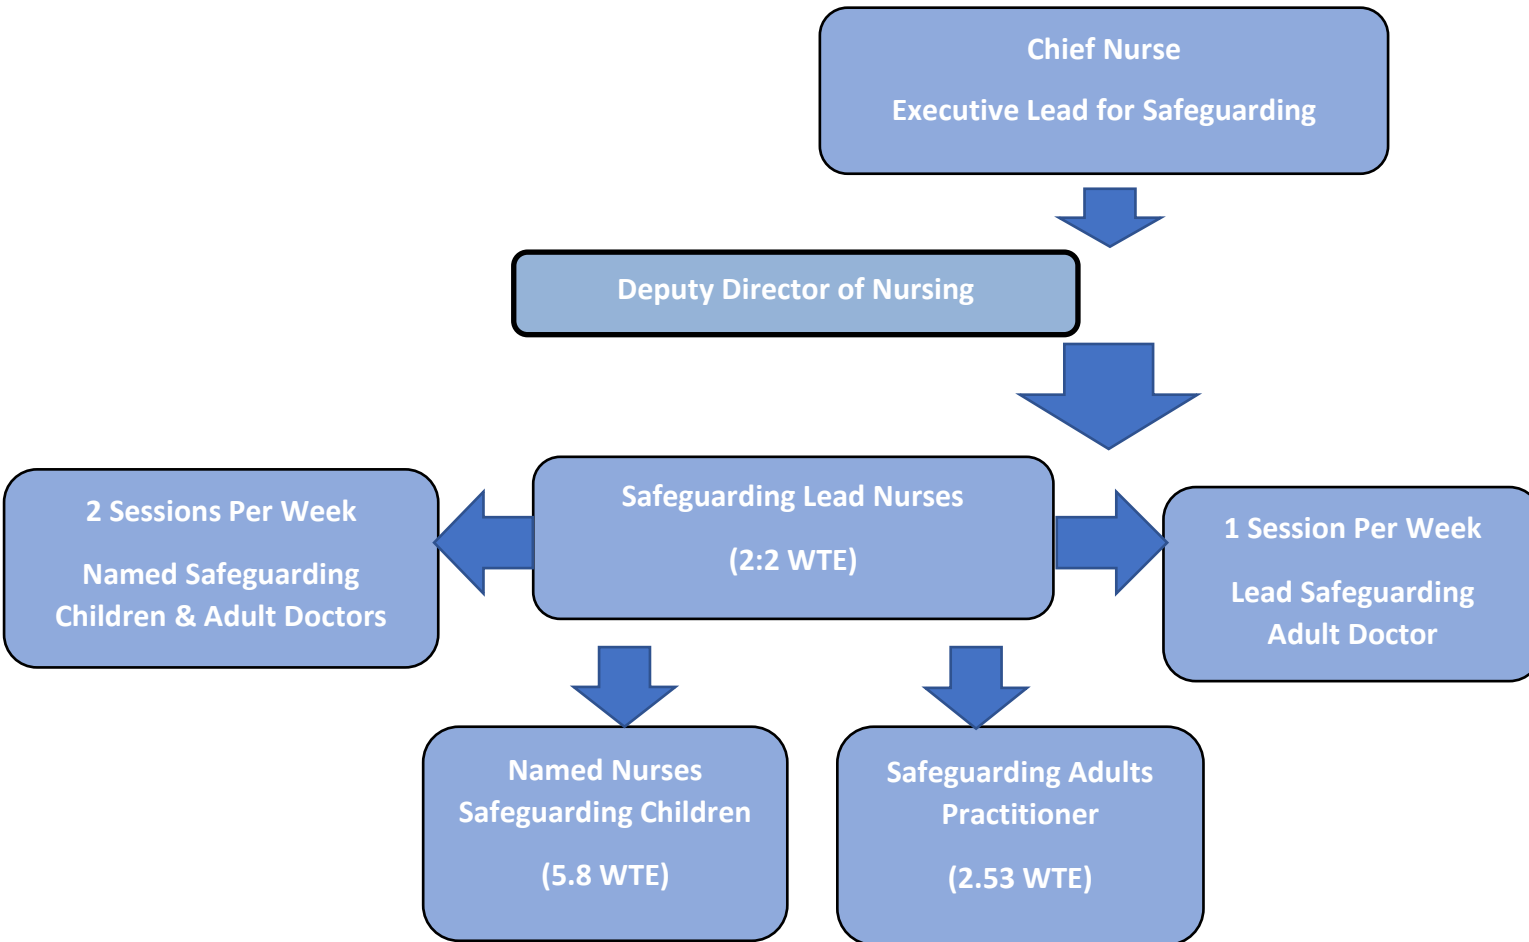 Chief Nurse
Executive Lead for Safeguarding
Deputy Director of Nursing
Safeguarding Lead Nurses
(2:2 WTE)
2 Sessions Per Week
Named Safeguarding
Children & Adult Doctors
1 Session Per Week
Lead Safeguarding
Adult Doctor
Named Nurses
Safeguarding Children
(5.8 WTE)
Safeguarding Adults
Practitioner
(2.53 WTE)